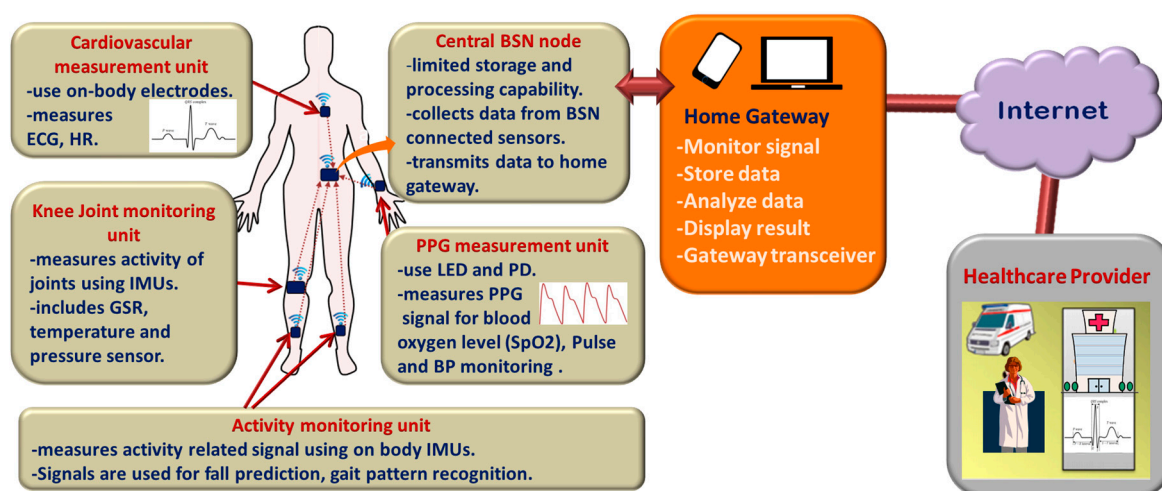 Cardiovascular
measurement unit
-use on-body electrodes.
-measures
ECG, HR.
Central BSN node
-limited storage and
processing capability.
-collects data from BSN
connected sensors.
-transmits data to home
gateway.
Home Gateway
-Monitor signal
-Store data
-Analyze data
-Display result
-Gateway transceiver
Internet
Knee Joint monitoring
unit
-measures activity of
joints using IMUs.
-includes GSR,
temperature and
pressure sensor.
PPG measurement unit
-use LED and PD.
-measures PPG
signal for blood
oxygen level (SpO2), Pulse
and BP monitoring .
Healthcare Provider
Activity monitoring unit
-measures activity related signal using on body IMUs.
-Signals are used for fall prediction, gait pattern recognition.